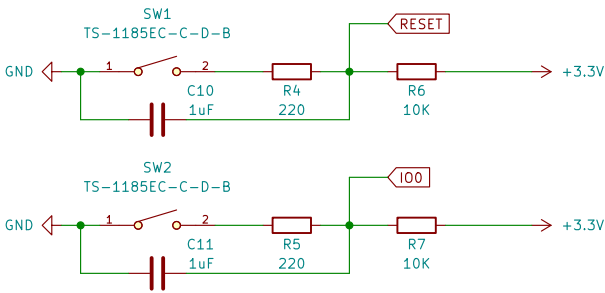 SW1
TS-1185EC-C-D-B
RESET
GND 1 2 +3.3V
C10 R4 R6
1uF 220 10K
SW2
TS-1185EC-C-D-B
IO0
GND 1 2 +3.3V
C11 R5 R7
1uF 220 10K